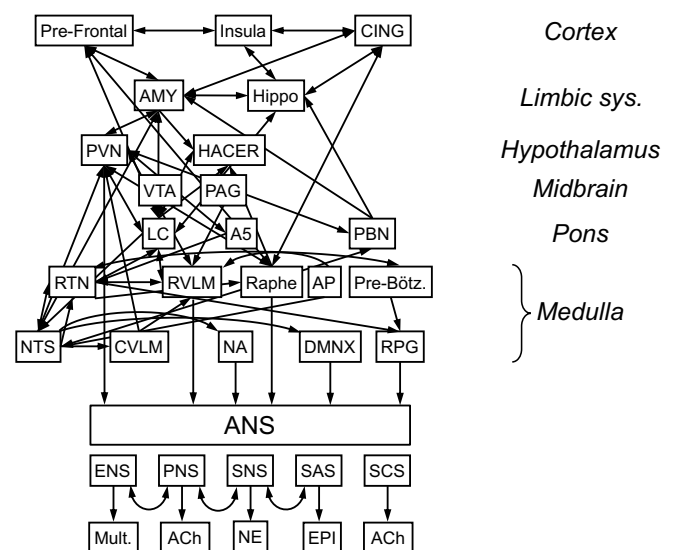 Pre-Frontal Insula CING Cortex
AMY Hippo Limbic sys.
PVN HACER Hypothalamus
VTA PAG Midbrain
LC A5 PBN Pons
RTN RVLM Raphe AP Pre-Bötz.
Medulla
NTS CVLM NA DMNX RPG
ANS
ENS PNS SNS SAS SCS
Mult. ACh NE EPI ACh